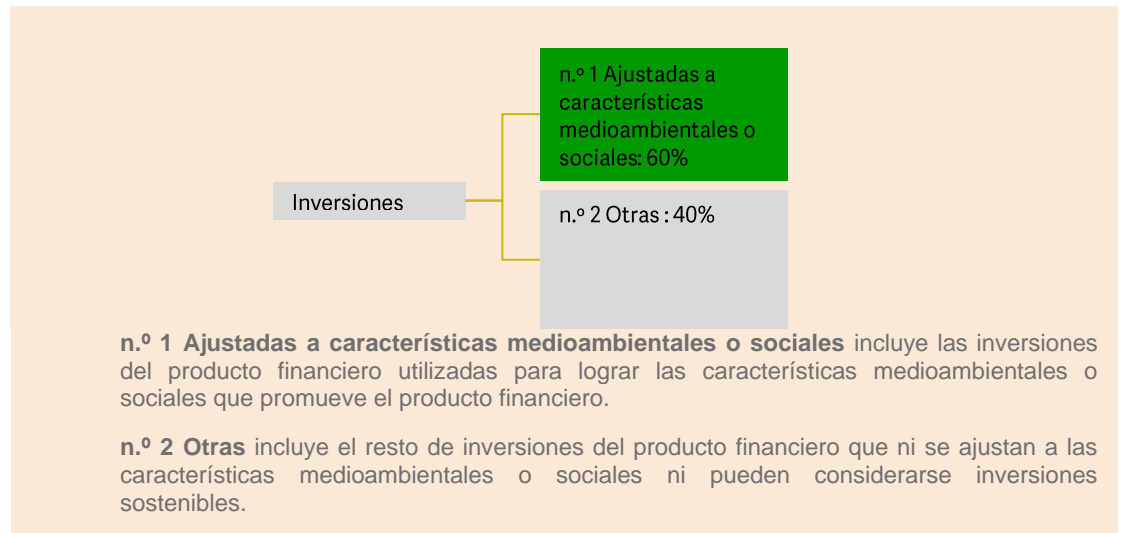 n.º 1 Ajustadas a
características
medioambientales o
sociales: 60%
Inversiones
n.º 2 Otras : 40%
n.º 1 Ajustadas a características medioambientales o sociales incluye las inversiones
del producto financiero utilizadas para lograr las características medioambientales o
sociales que promueve el producto financiero.
n.º 2 Otras incluye el resto de inversiones del producto financiero que ni se ajustan a las
características medioambientales o sociales ni pueden considerarse inversiones
sostenibles.